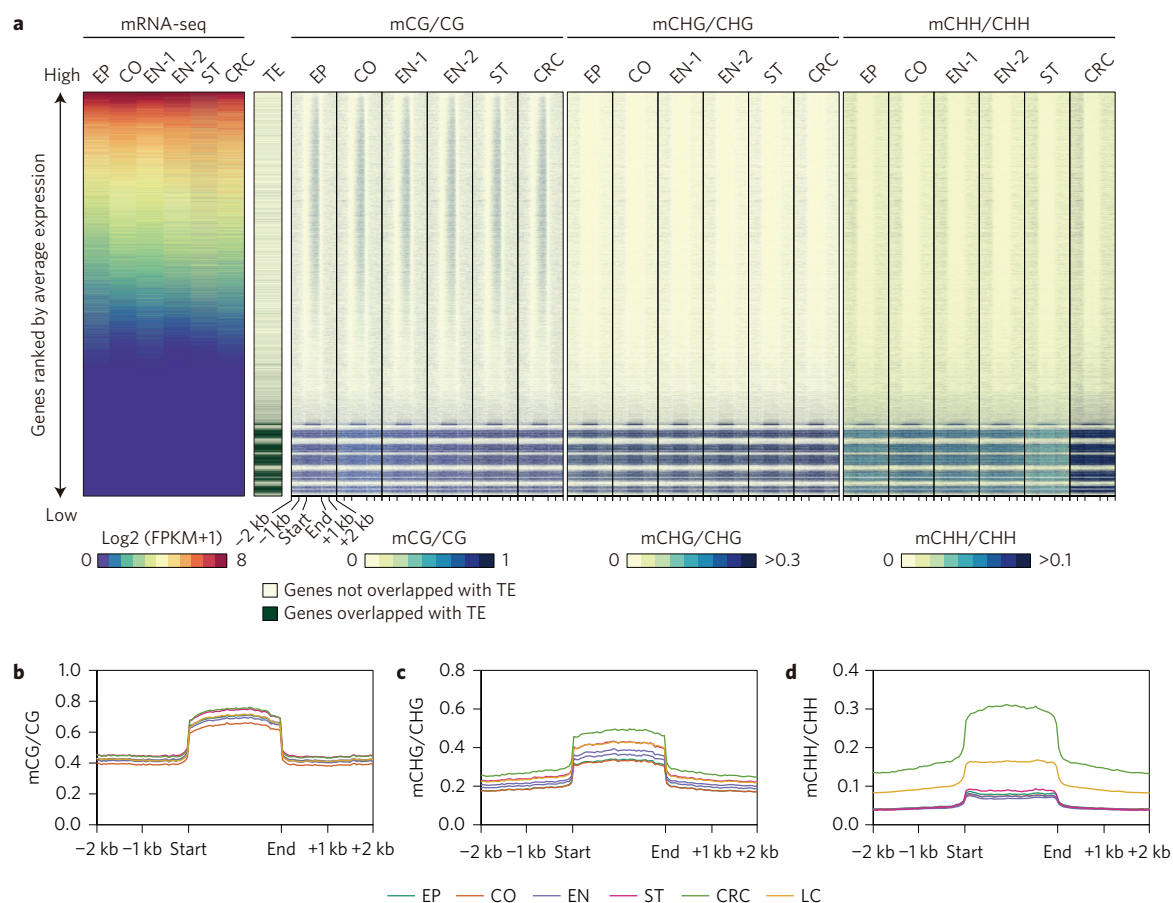 a
mRNA-seq mCG/CG mCHG/CHG mCHH/CHH
High EP CO EN-1 EN-2 ST CRC TE EP CO EN-1 EN-2 ST CRC EP CO EN-1 EN-2 ST CRC EP CO EN-1 EN-2 ST CRC
Genes ranked by average expression
Low
−2 kb −1 kb Start End +1 kb +2 kb
Log2 (FPKM+1) mCG/CG mCHG/CHG mCHH/CHH
0 8 0 1 0 >0.3 0 >0.1
Genes not overlapped with TE
Genes overlapped with TE
b
mCG/CG
1.0
0.8
0.6
0.4
0.2
0.0
−2 kb −1 kb Start End +1 kb +2 kb
c
mCHG/CHG
0.8
0.6
0.4
0.2
0.0
−2 kb −1 kb Start End +1 kb +2 kb
d
mCHH/CHH
0.4
0.3
0.2
0.1
0.0
−2 kb −1 kb Start End +1 kb +2 kb
EP CO EN ST CRC LC